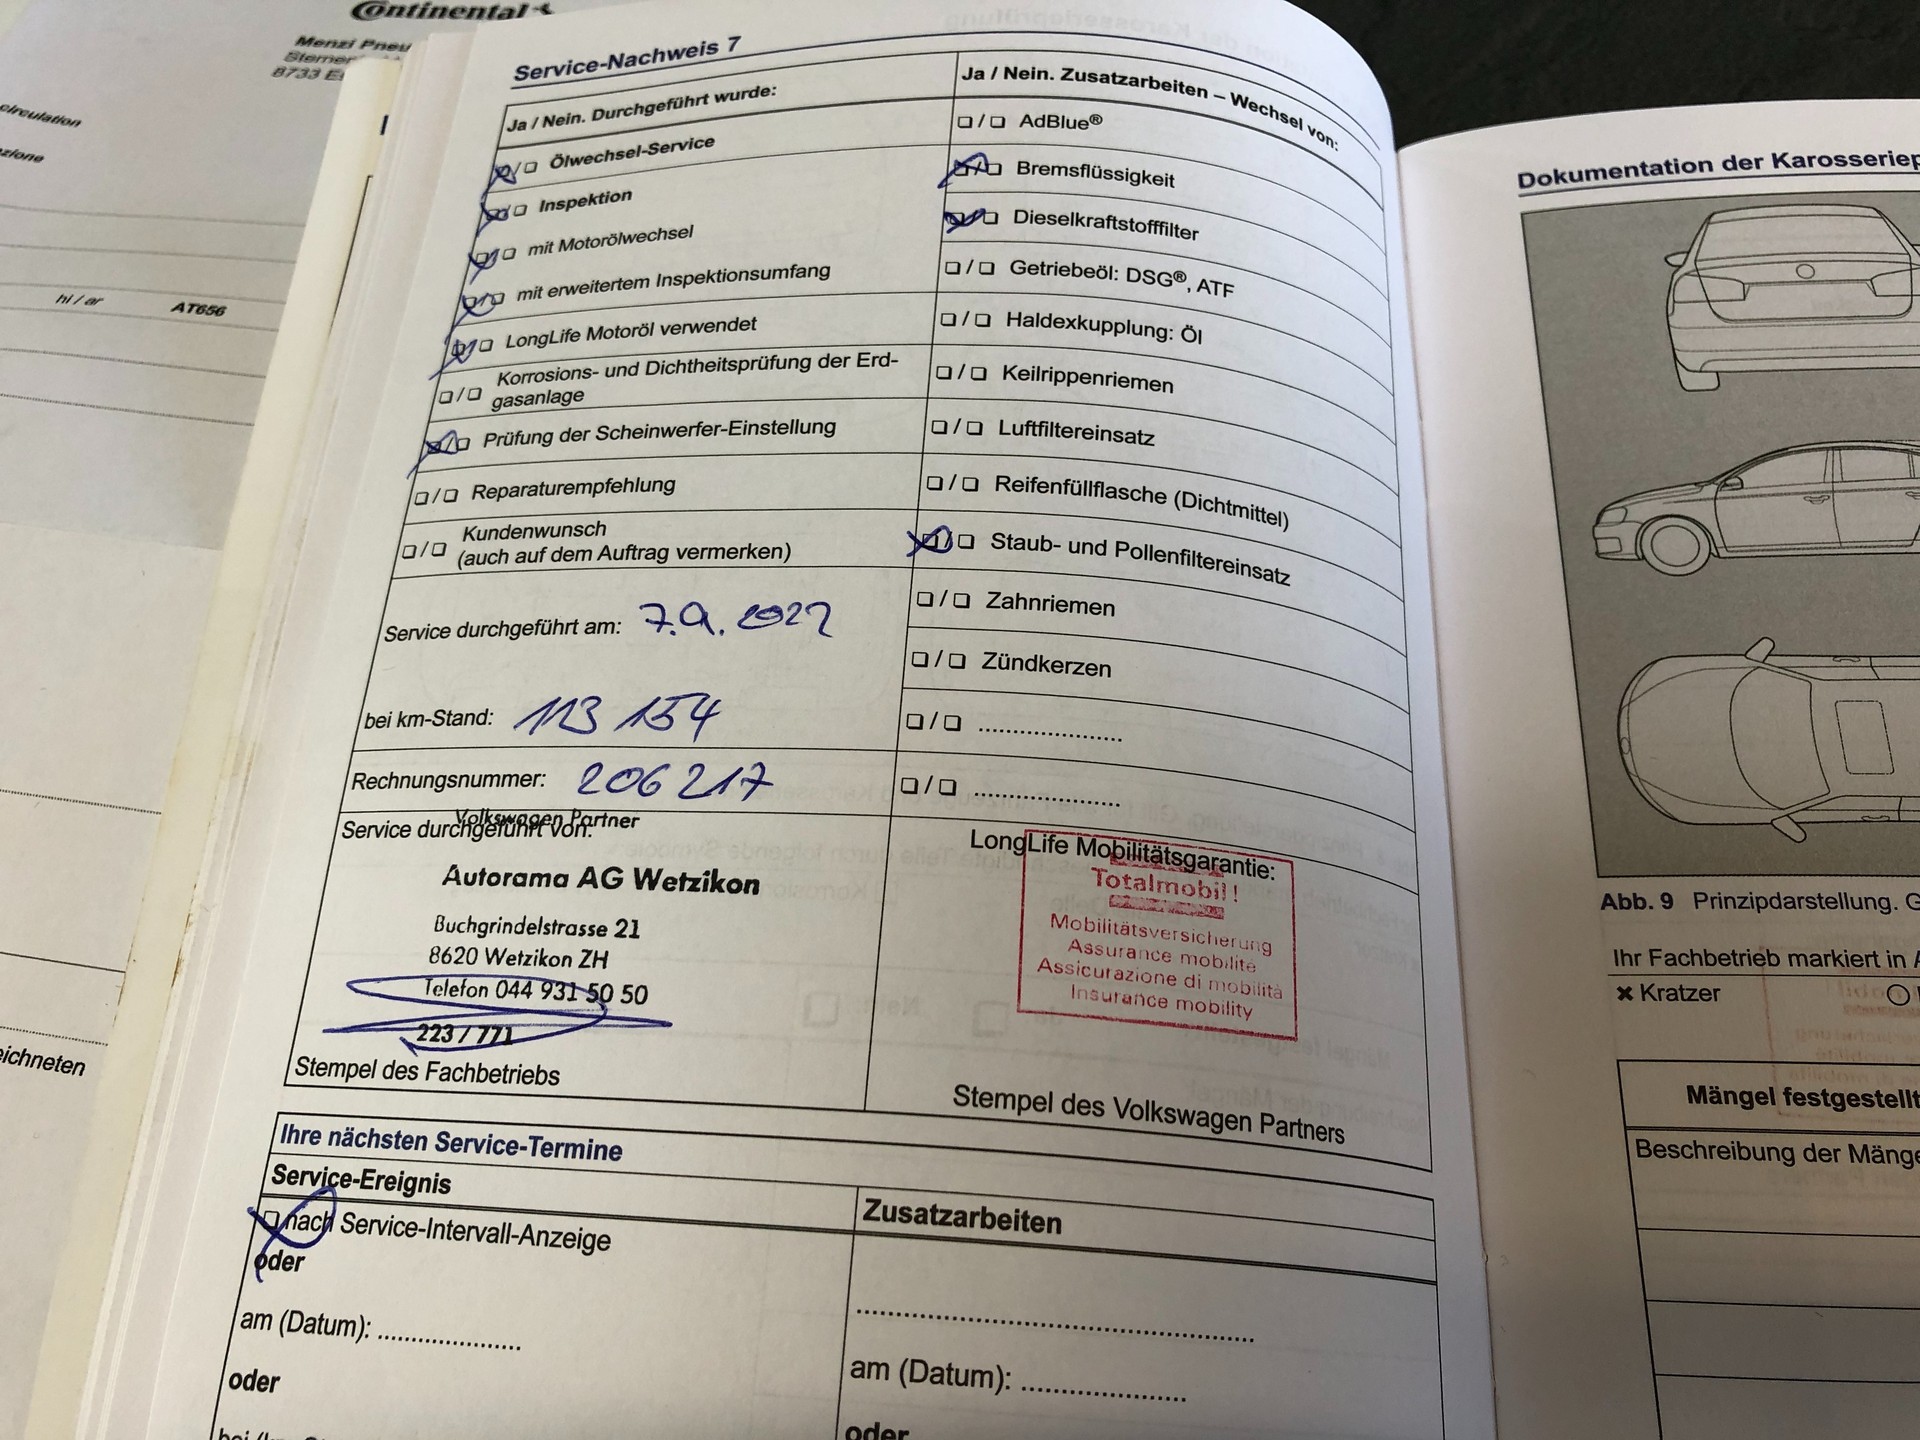 Continental
Menzi Pneu
8733 E
circulation
zione
hl / ar AT656
eichneten
Service-Nachweis 7
Ja / Nein. Durchgeführt wurde:
❑/❑ Ölwechsel-Service
❑/❑ Inspektion
❑/❑ mit Motorölwechsel
❑/❑ mit erweitertem Inspektionsumfang
❑/❑ LongLife Motoröl verwendet
❑/❑ Korrosions- und Dichtheitsprüfung der Erd-
gasanlage
❑/❑ Prüfung der Scheinwerfer-Einstellung
❑/❑ Reparaturempfehlung
❑/❑ Kundenwunsch
(auch auf dem Auftrag vermerken)
Service durchgeführt am: 7.9.2022
bei km-Stand: 113 154
Rechnungsnummer: 206 217
Service durchgeführt von:
Volkswagen Partner
Autorama AG Wetzikon
Buchgrindelstrasse 21
8620 Wetzikon ZH
Telefon 044 931 50 50
223 / 771
Stempel des Fachbetriebs
Ja / Nein. Zusatzarbeiten – Wechsel von:
❑/❑ AdBlue®
❑/❑ Bremsflüssigkeit
❑/❑ Dieselkraftstofffilter
❑/❑ Getriebeöl: DSG®, ATF
❑/❑ Haldexkupplung: Öl
❑/❑ Keilrippenriemen
❑/❑ Luftfiltereinsatz
❑/❑ Reifenfüllflasche (Dichtmittel)
❑/❑ Staub- und Pollenfiltereinsatz
❑/❑ Zahnriemen
❑/❑ Zündkerzen
❑/❑ ......................
❑/❑ ......................
LongLife Mobilitätsgarantie:
Totalmobil!
Mobilitätsversicherung
Assurance mobilité
Assicurazione di mobilità
Insurance mobility
Stempel des Volkswagen Partners
Ihre nächsten Service-Termine
Service-Ereignis
❑ nach Service-Intervall-Anzeige
oder
am (Datum): ......................
oder
Zusatzarbeiten
............................................................
am (Datum): .........................
oder
Dokumentation der Karosseriep
Abb. 9 Prinzipdarstellung. G
Ihr Fachbetrieb markiert in A
✖ Kratzer
Mängel festgestellt
Beschreibung der Mänge